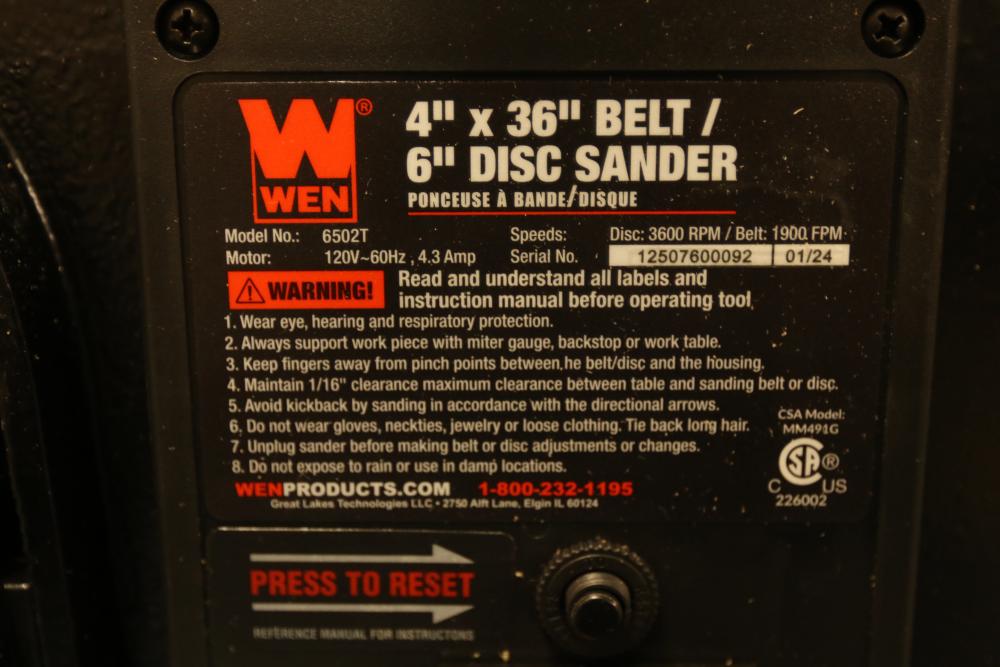 WEN®
4" x 36" BELT /
6" DISC SANDER
PONCEUSE À BANDE/DISQUE
Model No.: 6502T Speeds: Disc: 3600 RPM / Belt: 1900 FPM
Motor: 120V~60Hz , 4.3 Amp Serial No. 12507600092 01/24
WARNING! Read and understand all labels and
instruction manual before operating tool.
1. Wear eye, hearing and respiratory protection.
2. Always support work piece with miter gauge, backstop or work table.
3. Keep fingers away from pinch points between he belt/disc and the housing.
4. Maintain 1/16" clearance maximum clearance between table and sanding belt or disc.
5. Avoid kickback by sanding in accordance with the directional arrows.
6. Do not wear gloves, neckties, jewelry or loose clothing. Tie back long hair.
7. Unplug sander before making belt or disc adjustments or changes.
8. Do not expose to rain or use in damp locations.
CSA Model:
MM491G
SA®
C US
226002
WENPRODUCTS.COM 1-800-232-1195
Great Lakes Technologies LLC • 2750 Alft Lane, Elgin IL 60124
PRESS TO RESET
REFERENCE MANUAL FOR INSTRUCTONS